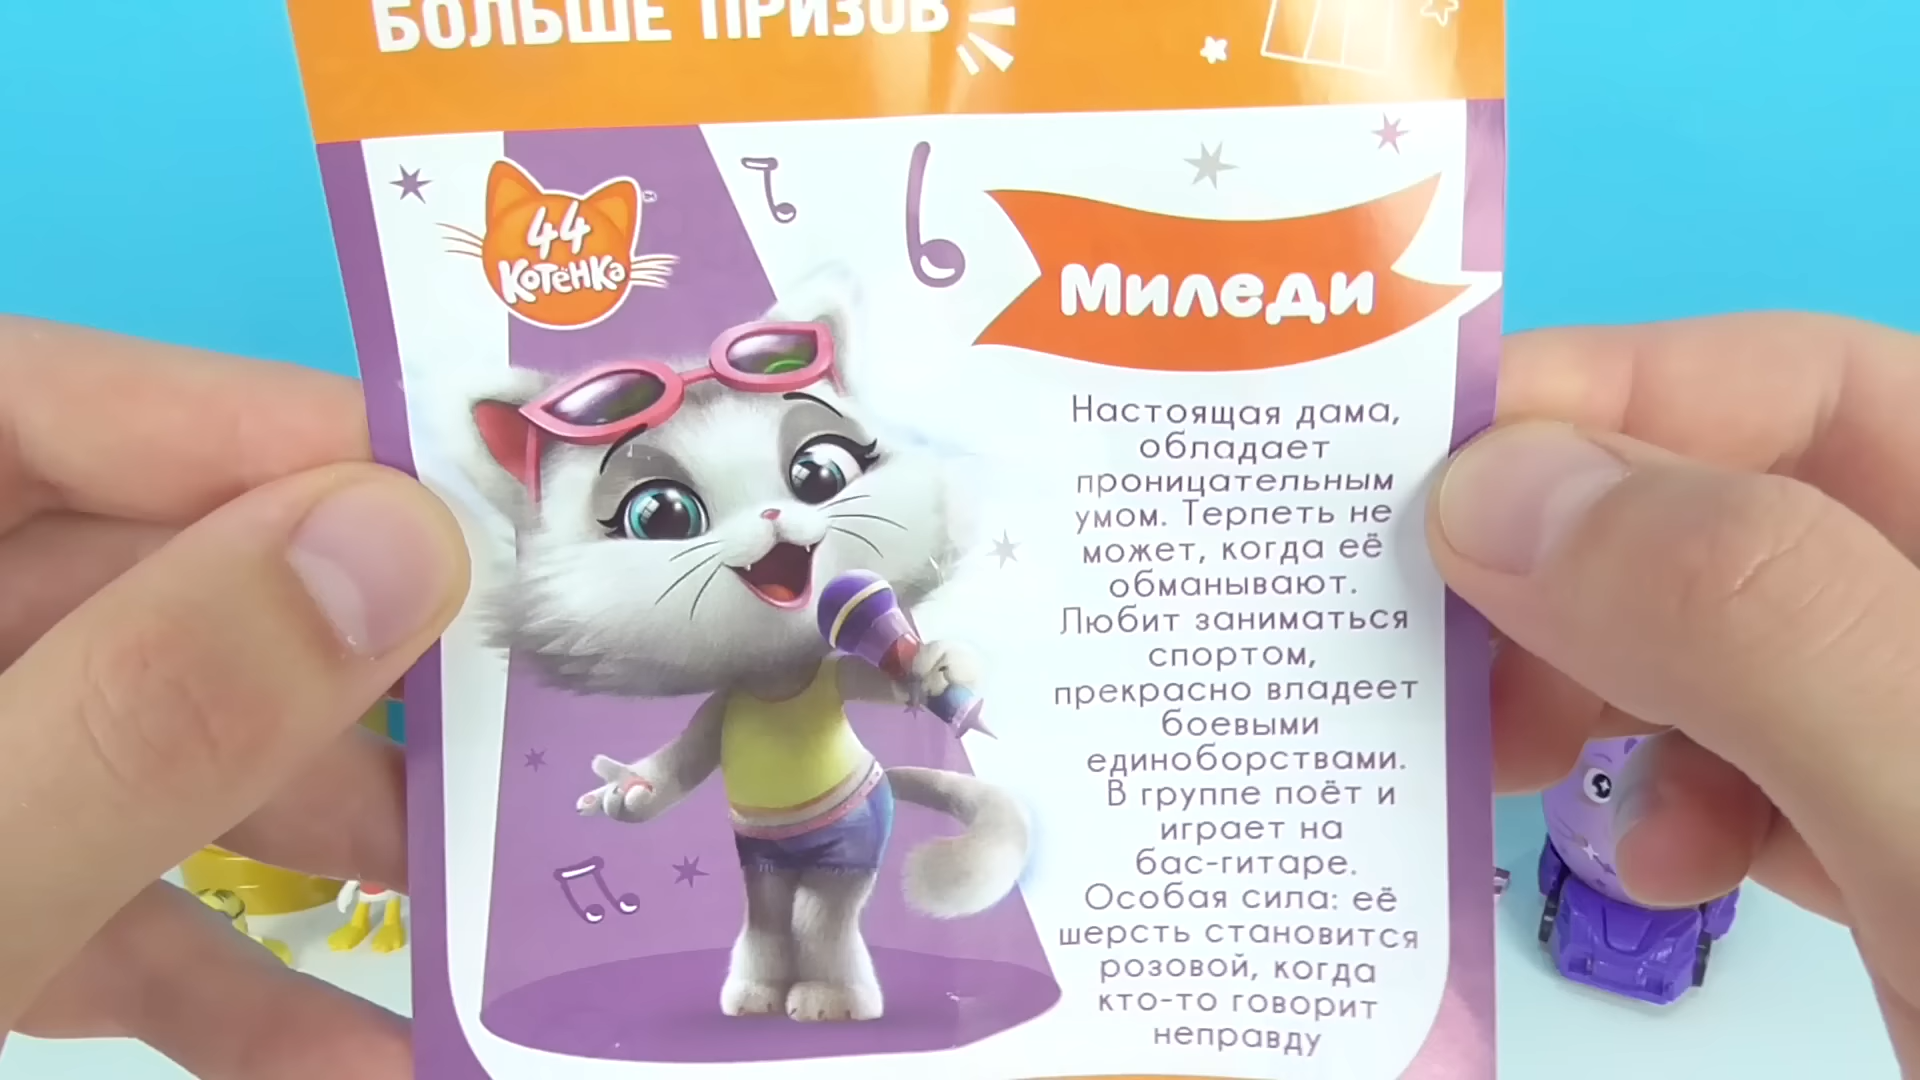 БОЛЬШЕ ПРИЗОВ
44
КОТЁНКА
Миледи
Настоящая дама,
обладает
проницательным
умом. Терпеть не
может, когда её
обманывают.
Любит заниматься
спортом,
прекрасно владеет
боевыми
единоборствами.
В группе поёт и
играет на
бас-гитаре.
Особая сила: её
шерсть становится
розовой, когда
кто-то говорит
неправду